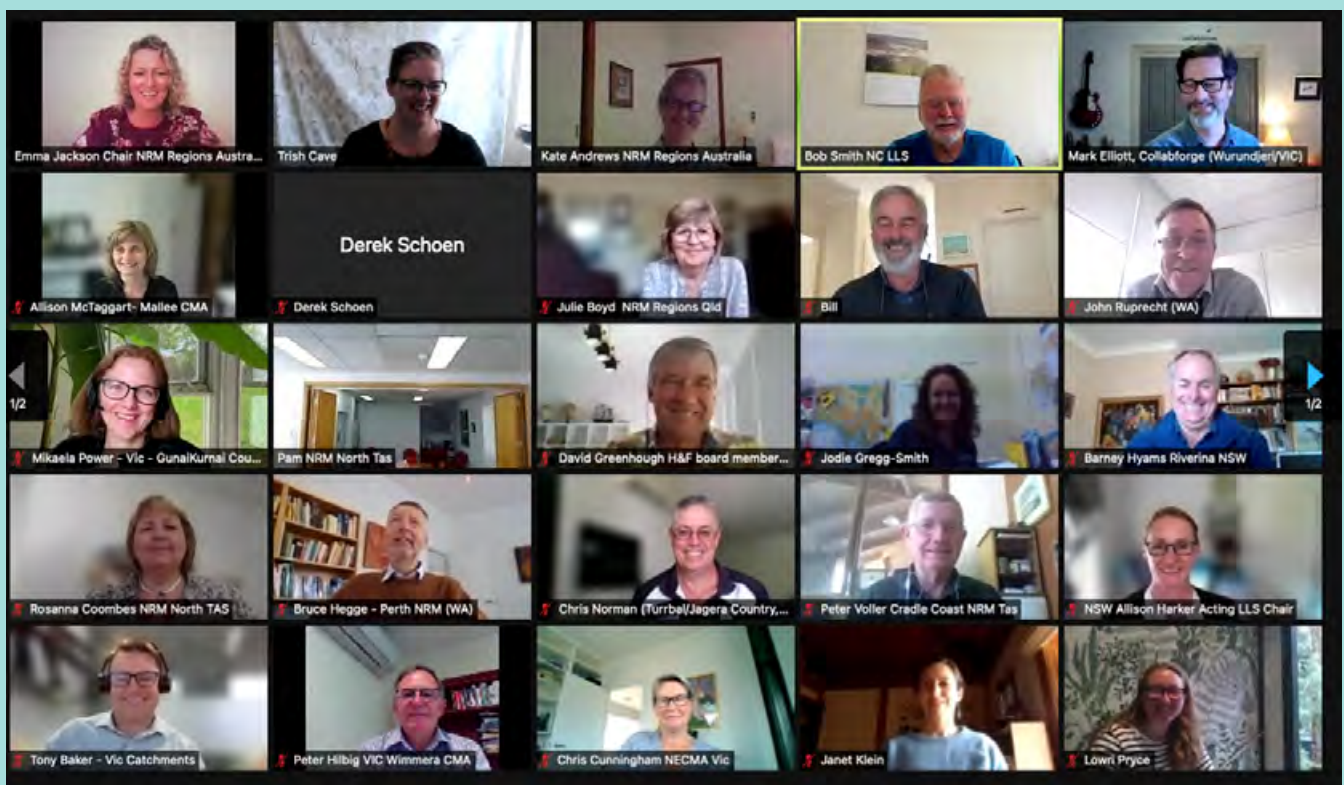 Emma Jackson Chair NRM Regions Austra...
Trish Cave
Kate Andrews NRM Regions Australia
Bob Smith NC LLS
Mark Elliott, Collabforge (Wurundjeri/VIC)
Allison McTaggart- Mallee CMA
Derek Schoen
Derek Schoen
Julie Boyd NRM Regions Qld
Bill
John Ruprecht (WA)
1/2
Mikaela Power - Vic - GunaiKurnai Cou...
Pam NRM North Tas
David Greenhough H&F board member...
Jodie Gregg-Smith
Barney Hyams Riverina NSW
1/2
Rosanna Coombes NRM North TAS
Bruce Hegge - Perth NRM (WA)
Chris Norman (Turrbal/Jagera Country,...
Peter Voller Cradle Coast NRM Tas
NSW Allison Harker Acting LLS Chair
Tony Baker - Vic Catchments
Peter Hilbig VIC Wimmera CMA
Chris Cunningham NECMA Vic
Janet Klein
Lowri Pryce